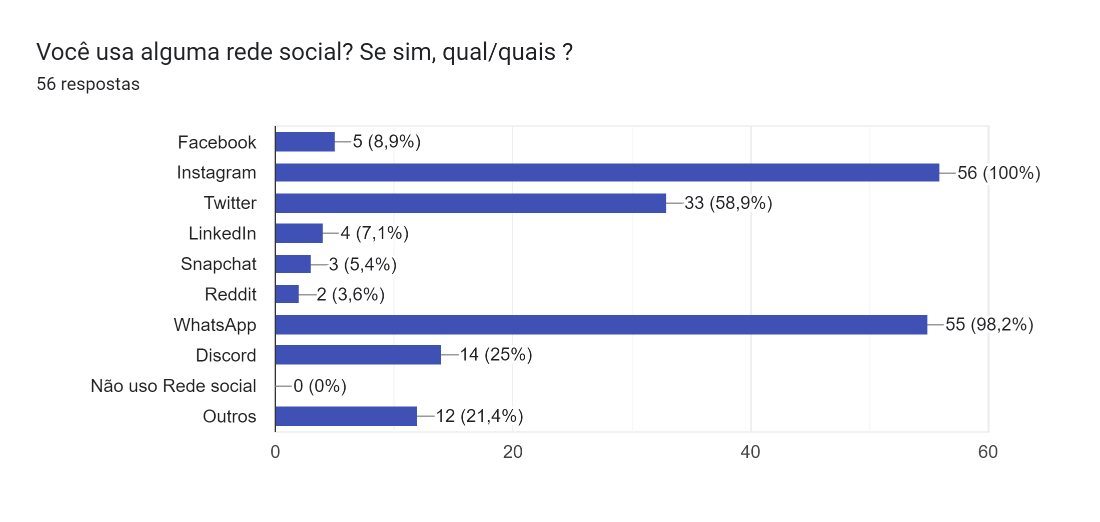 Você usa alguma rede social? Se sim, qual/quais ?
56 respostas
Facebook 5 (8,9%)
Instagram 56 (100%)
Twitter 33 (58,9%)
LinkedIn 4 (7,1%)
Snapchat 3 (5,4%)
Reddit 2 (3,6%)
WhatsApp 55 (98,2%)
Discord 14 (25%)
Não uso Rede social 0 (0%)
Outros 12 (21,4%)
0 20 40 60